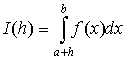 I(h) = ∫_{a+h}^{b} f(x)dx